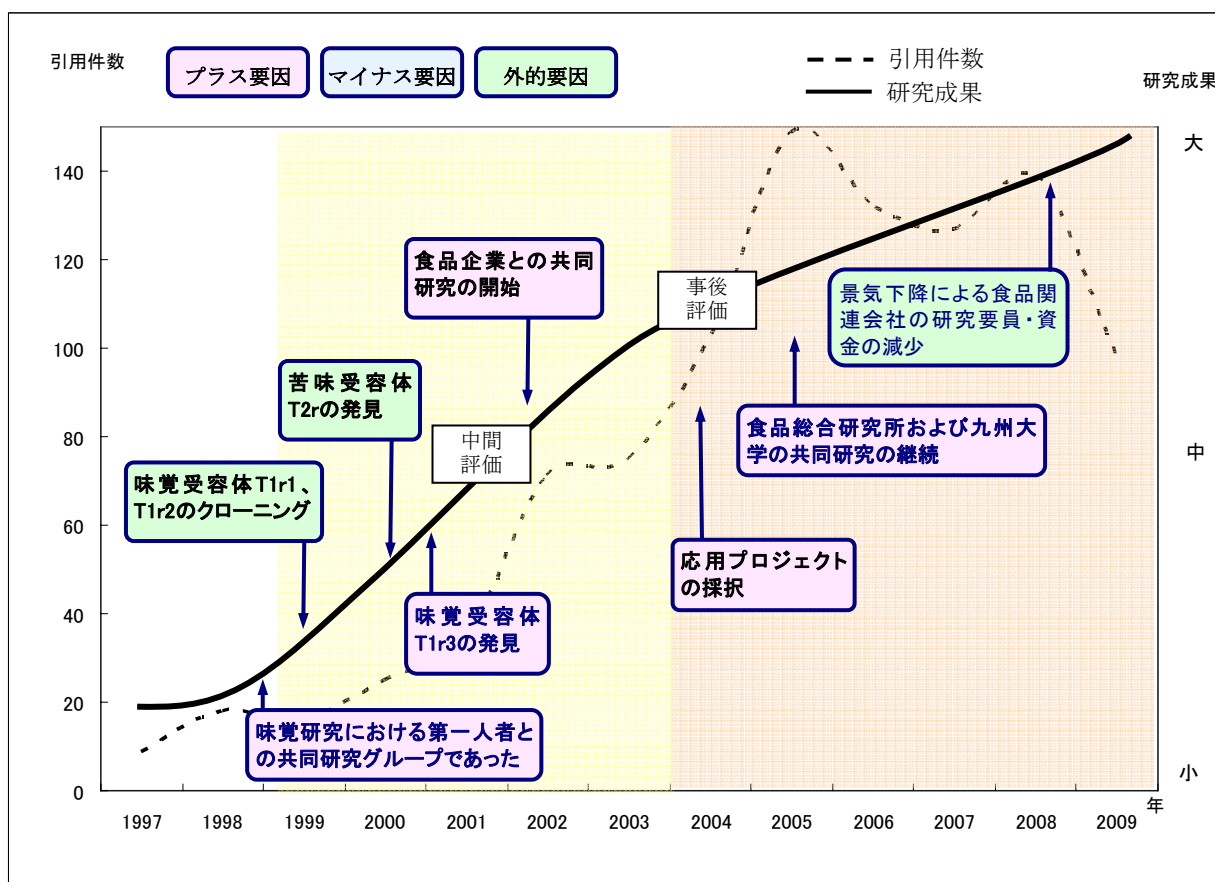 引用件数
プラス要因
マイナス要因
外的要因
引用件数
研究成果
研究成果
140
120
100
80
60
40
20
0
大
中
小
食品企業との共同
研究の開始
事後
評価
景気下降による食品関
連会社の研究要員・資
金の減少
苦味受容体
T2rの発見
中間
評価
食品総合研究所および九州大
学の共同研究の継続
味覚受容体T1r1、
T1r2のクローニング
応用プロジェクト
の採択
味覚受容体
T1r3の発見
味覚研究における第一人者と
の共同研究グループであった
年
1997
1998
1999
2000
2001
2002
2003
2004
2005
2006
2007
2008
2009